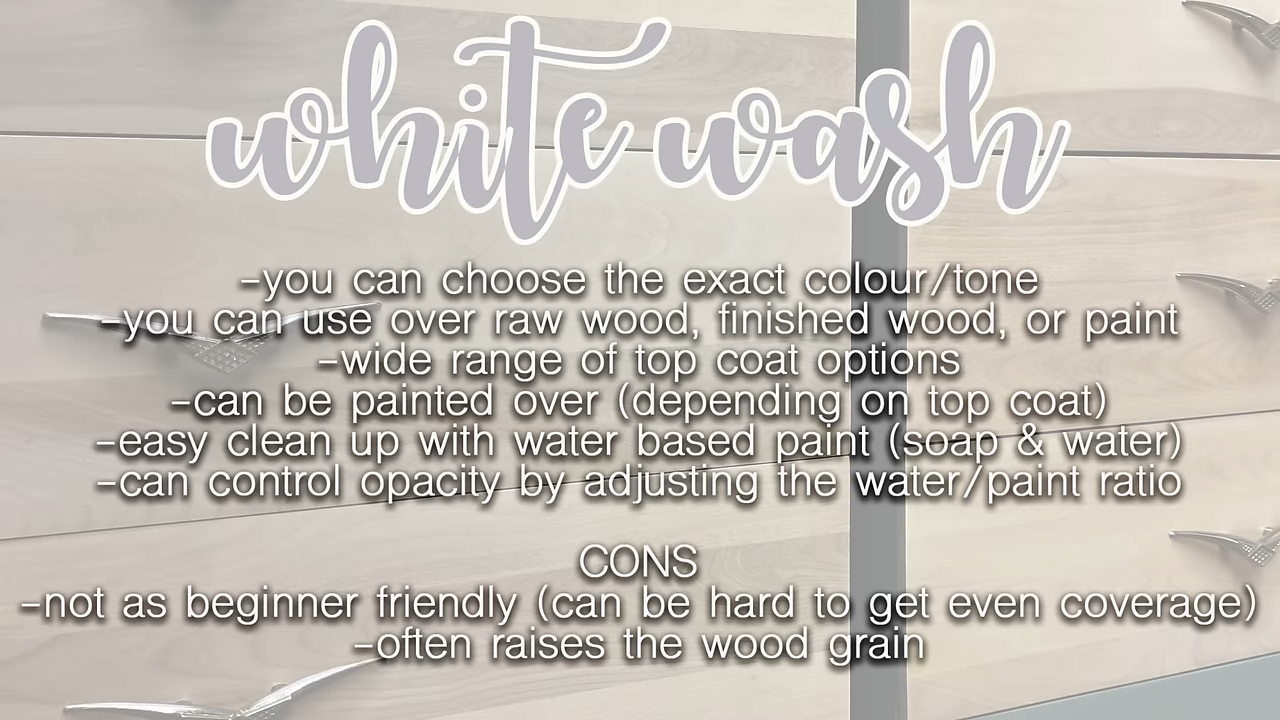 white wash
-you can choose the exact colour/tone
-you can use over raw wood, finished wood, or paint
-wide range of top coat options
-can be painted over (depending on top coat)
-easy clean up with water based paint (soap & water)
-can control opacity by adjusting the water/paint ratio
CONS
-not as beginner friendly (can be hard to get even coverage)
-often raises the wood grain